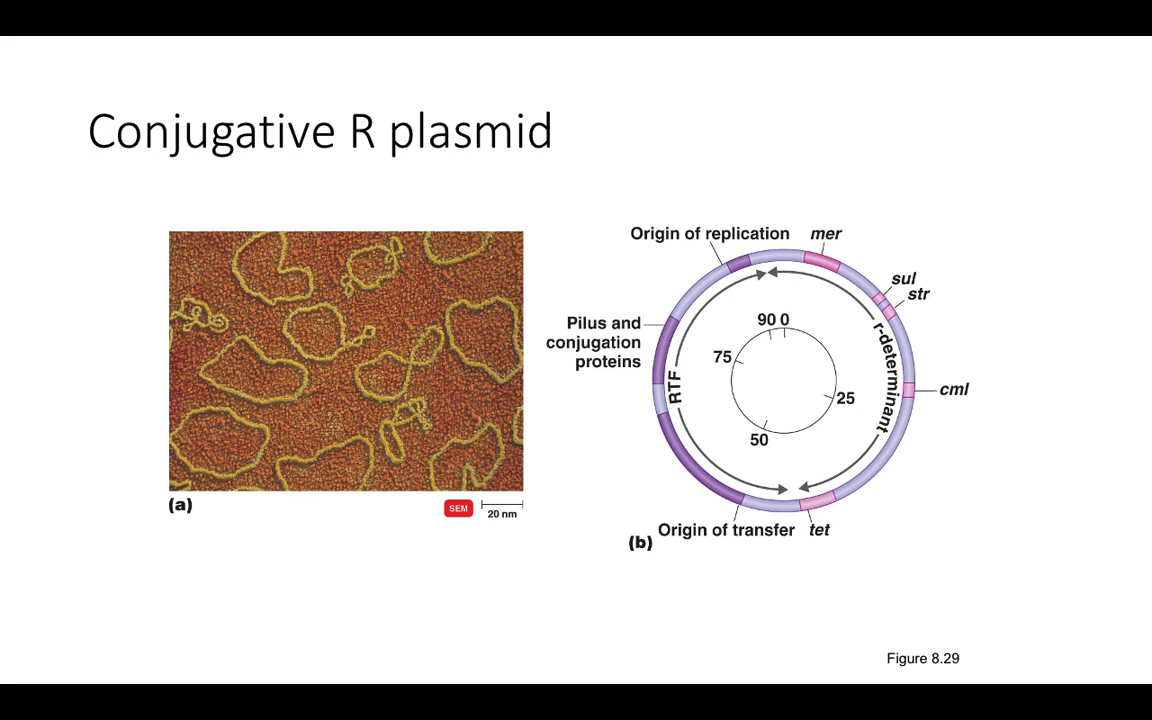 Conjugative R plasmid
(a)
SEM
20 nm
Origin of replication
mer
sul
str
Pilus and
conjugation
proteins
90 0
75
25
50
RTF
r-determinant
cml
Origin of transfer
tet
(b)
Figure 8.29